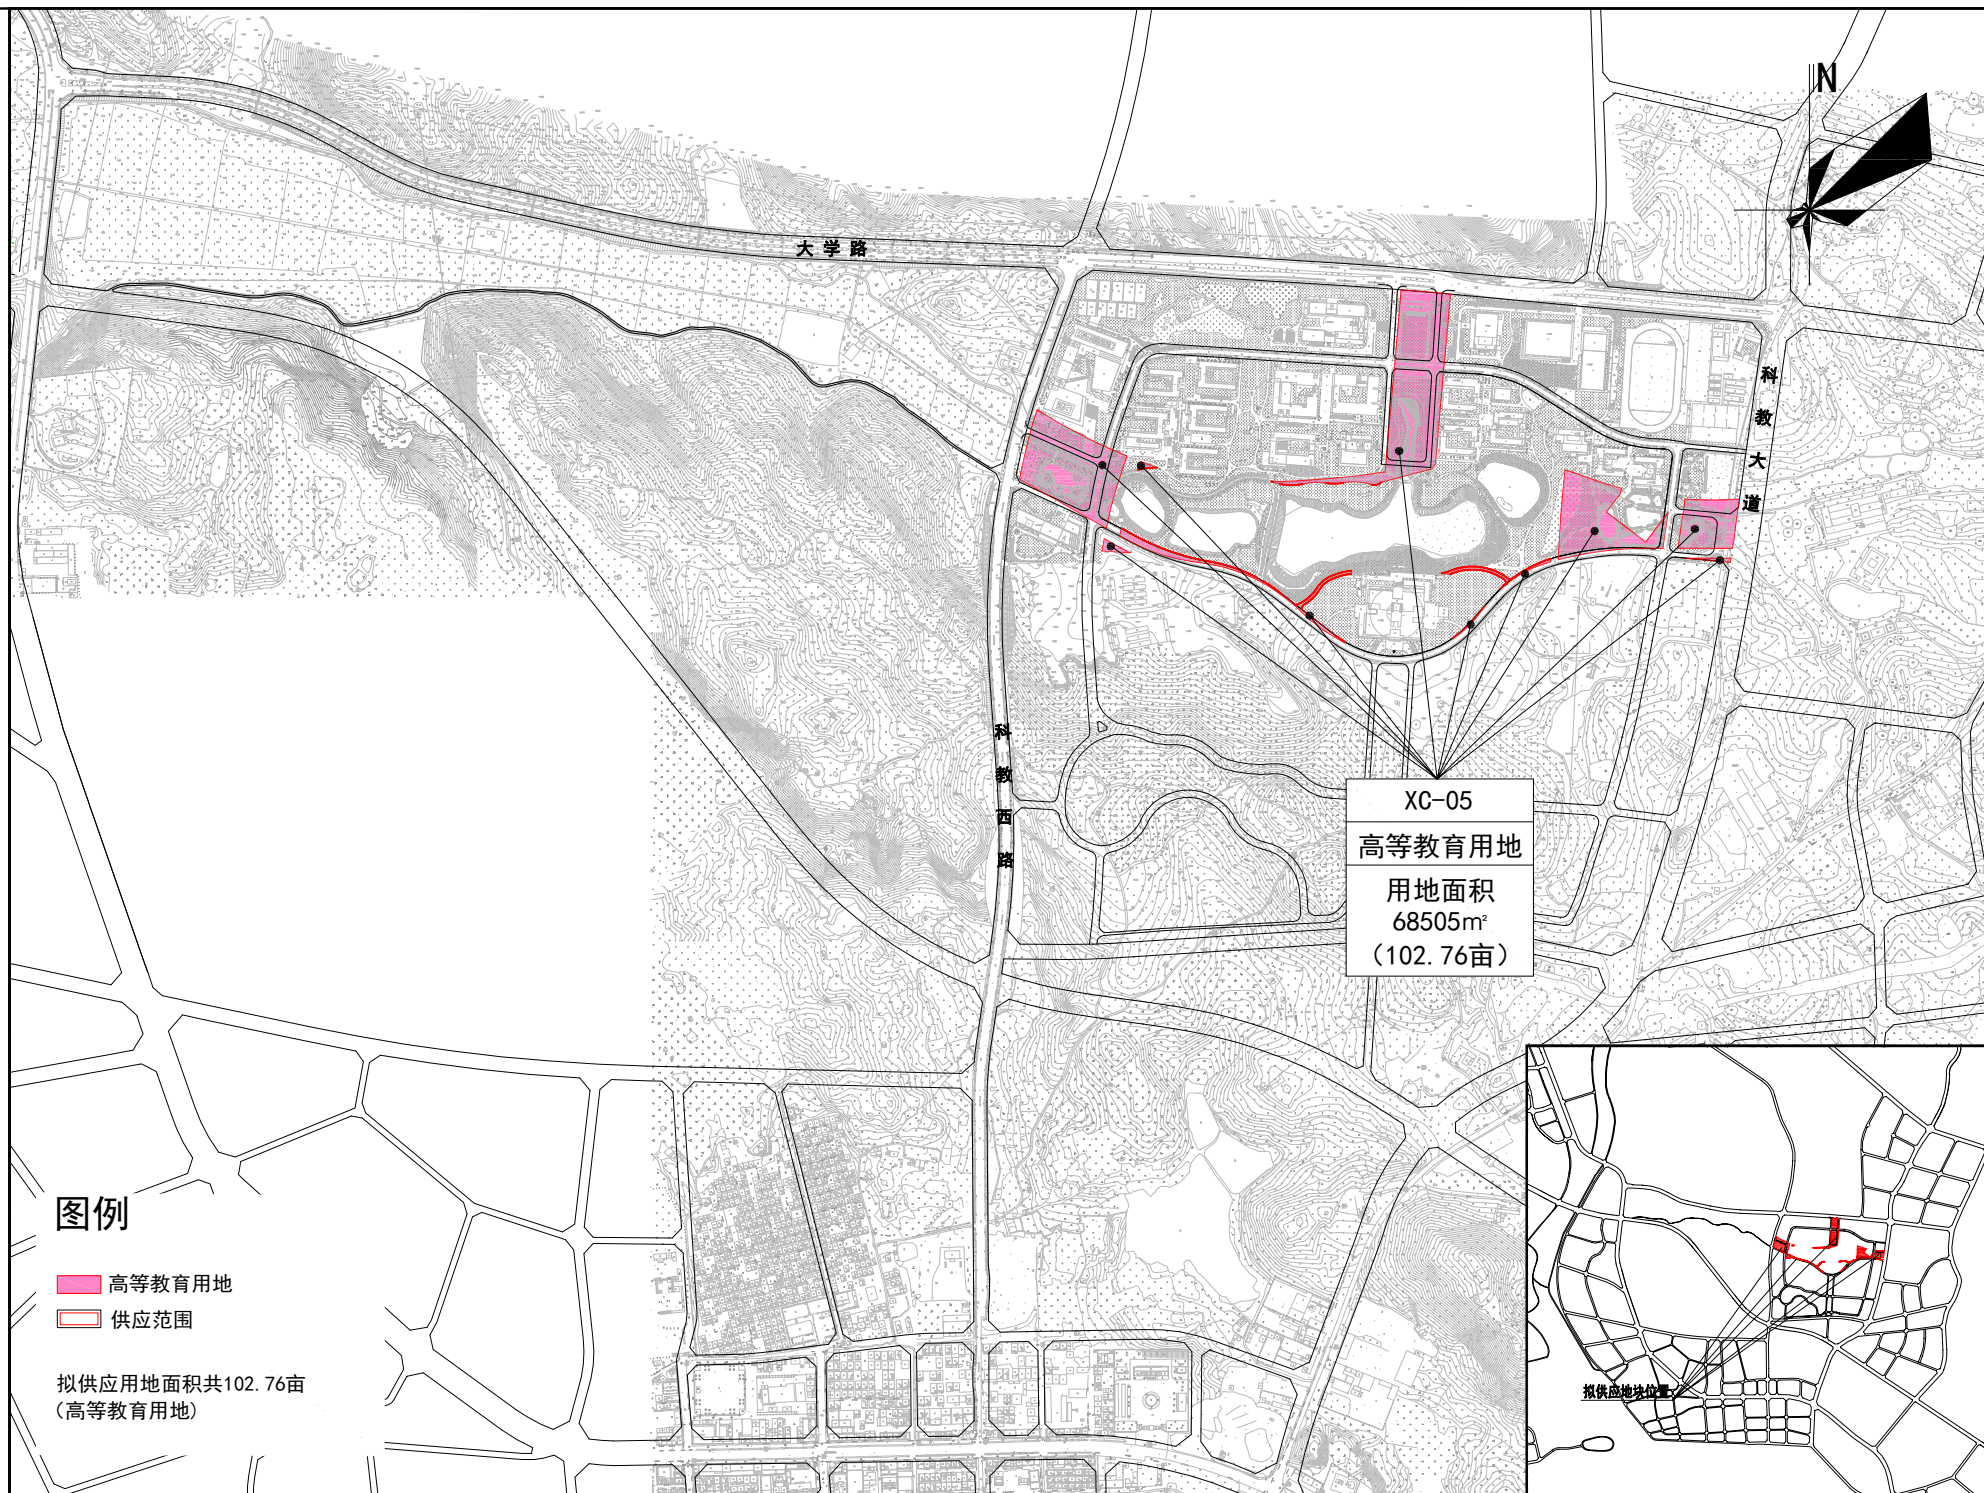 N
大学路
科教大道
科教西路
XC-05
高等教育用地
用地面积
68505㎡
（102.76亩）
图例
高等教育用地
供应范围
拟供应用地面积共102.76亩
(高等教育用地)
拟供应地块位置